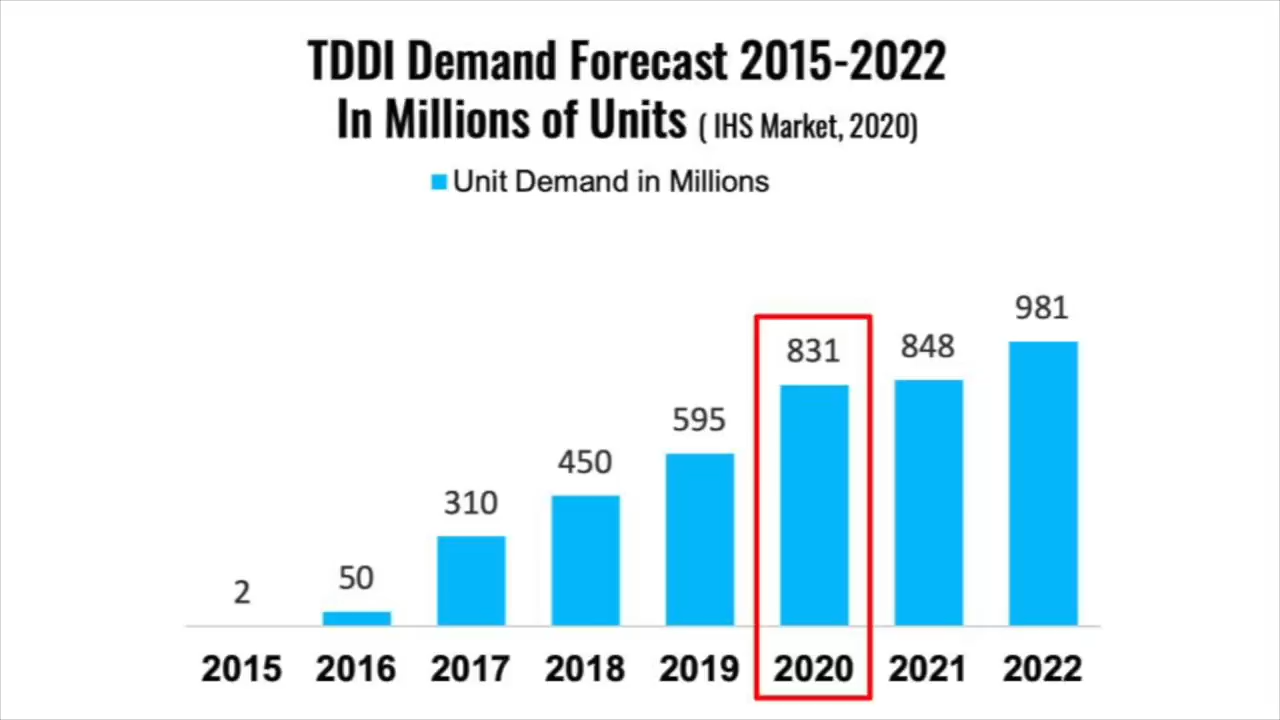 TDDI Demand Forecast 2015-2022
In Millions of Units ( IHS Market, 2020)
Unit Demand in Millions
2
50
310
450
595
831
848
981
2015 2016 2017 2018 2019 2020 2021 2022